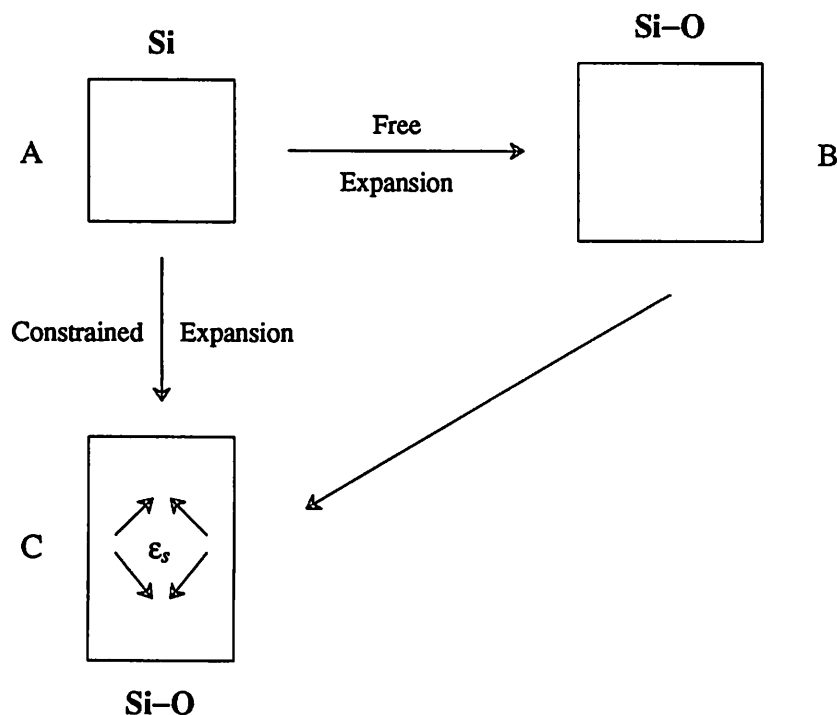 Si
Si–O
A
Free
Expansion
B
Constrained Expansion
C
εs
Si–O